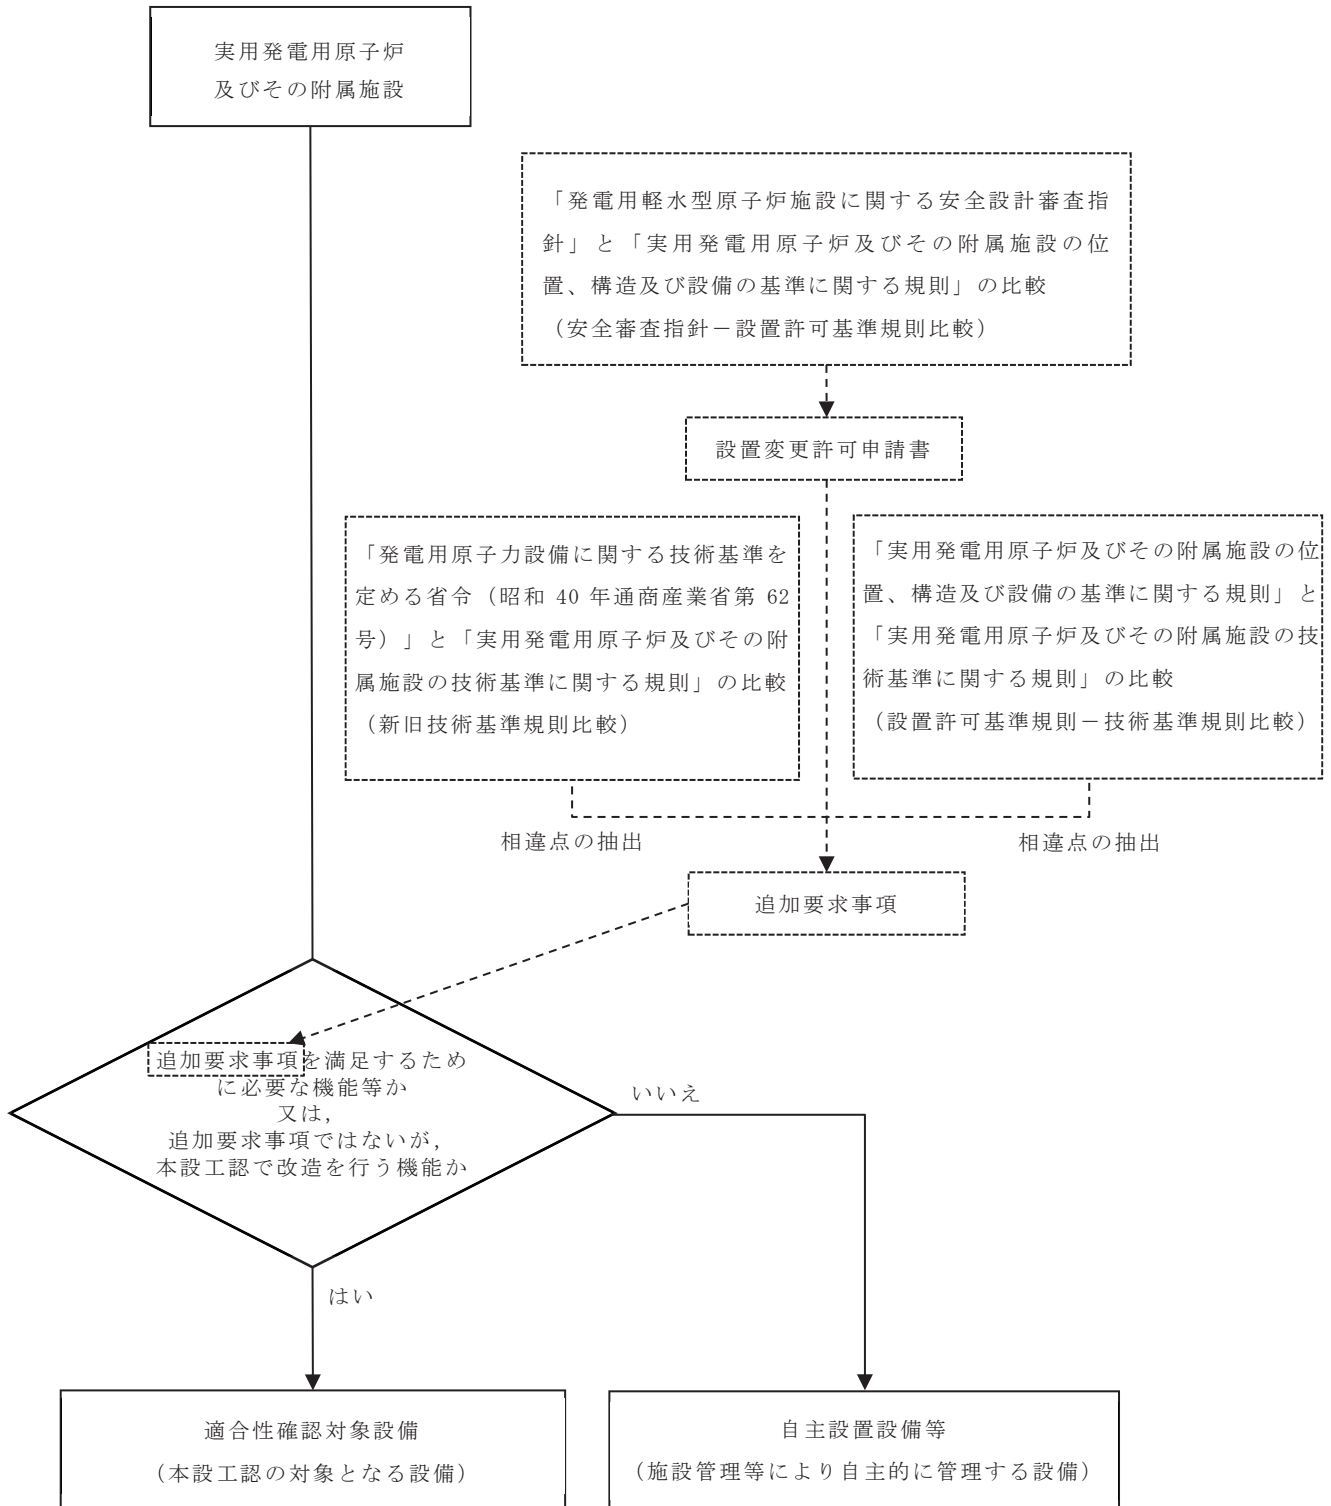 実用発電用原子炉
及びその附属施設
「発電用軽水型原子炉施設に関する安全設計審査指
針」と「実用発電用原子炉及びその附属施設の位
置、構造及び設備の基準に関する規則」の比較
（安全審査指針－設置許可基準規則比較）
設置変更許可申請書
「発電用原子力設備に関する技術基準を
定める省令（昭和 40 年通商産業省第 62
号）」と「実用発電用原子炉及びその附
属施設の技術基準に関する規則」の比較
（新旧技術基準規則比較）
「実用発電用原子炉及びその附属施設の位
置、構造及び設備の基準に関する規則」と
「実用発電用原子炉及びその附属施設の技
術基準に関する規則」の比較
（設置許可基準規則－技術基準規則比較）
相違点の抽出
相違点の抽出
追加要求事項
追加要求事項を満足するため
に必要な機能等か
又は，
追加要求事項ではないが，
本設工認で改造を行う機能か
いいえ
はい
適合性確認対象設備
（本設工認の対象となる設備）
自主設置設備等
（施設管理等により自主的に管理する設備）